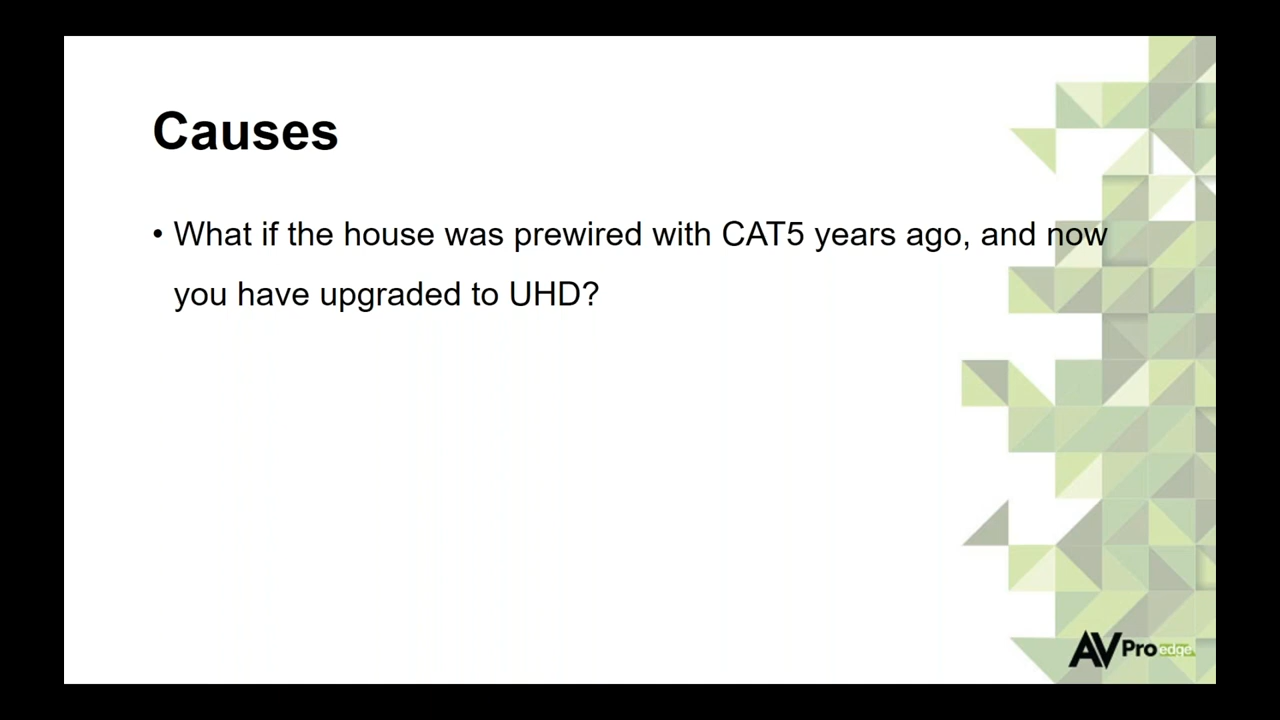 Causes
• What if the house was prewired with CAT5 years ago, and now
you have upgraded to UHD?
AVPro edge